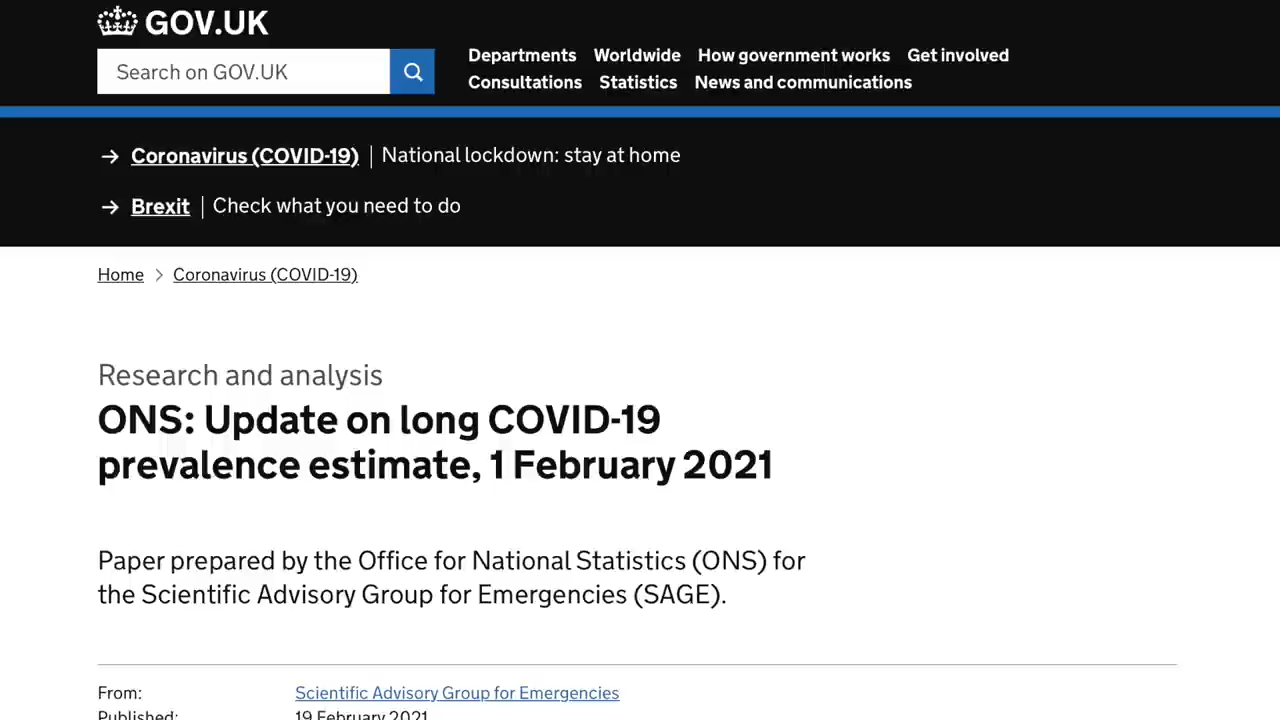 GOV.UK
Search on GOV.UK
Departments Worldwide How government works Get involved
Consultations Statistics News and communications
→ Coronavirus (COVID-19) | National lockdown: stay at home
→ Brexit | Check what you need to do
Home > Coronavirus (COVID-19)
Research and analysis
ONS: Update on long COVID-19
prevalence estimate, 1 February 2021
Paper prepared by the Office for National Statistics (ONS) for
the Scientific Advisory Group for Emergencies (SAGE).
From: Scientific Advisory Group for Emergencies
Published: 19 February 2021